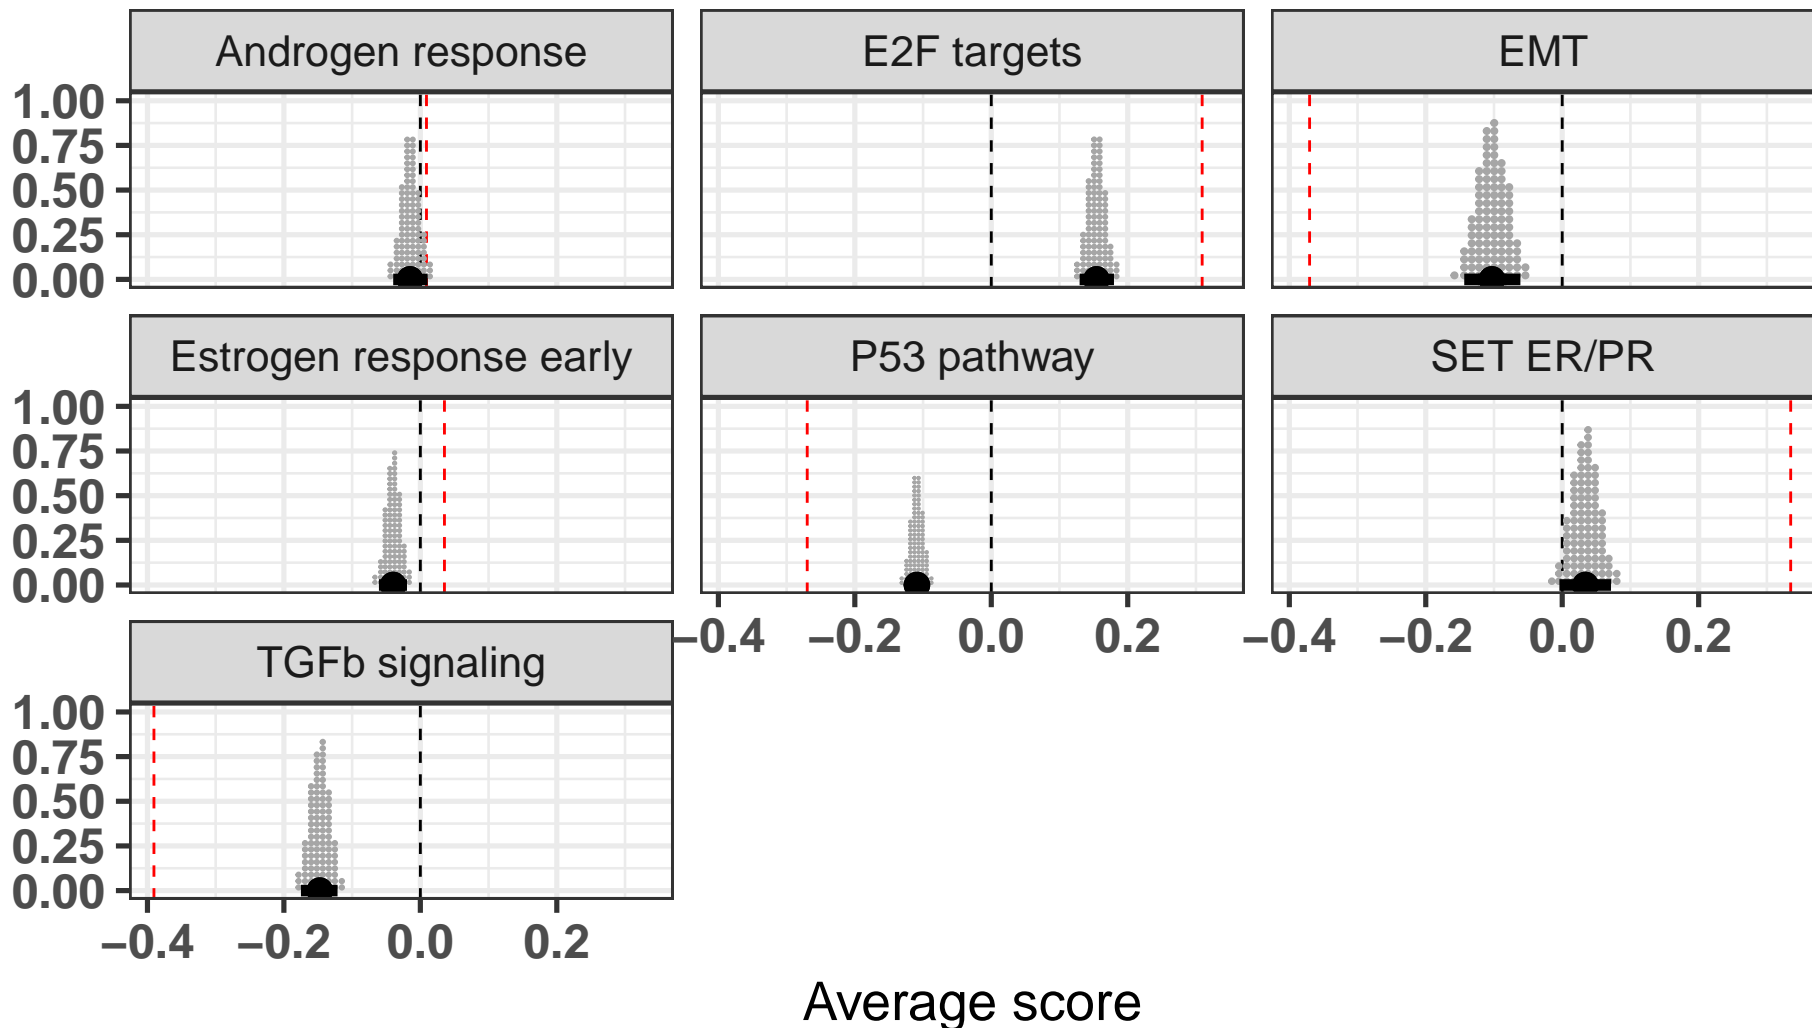 Androgen response
E2F targets
EMT
1.00
0.75
0.50
0.25
0.00
Estrogen response early
P53 pathway
SET ER/PR
1.00
0.75
0.50
0.25
0.00
−0.4 −0.2 0.0 0.2
−0.4 −0.2 0.0 0.2
TGFb signaling
1.00
0.75
0.50
0.25
0.00
−0.4 −0.2 0.0 0.2
Average score